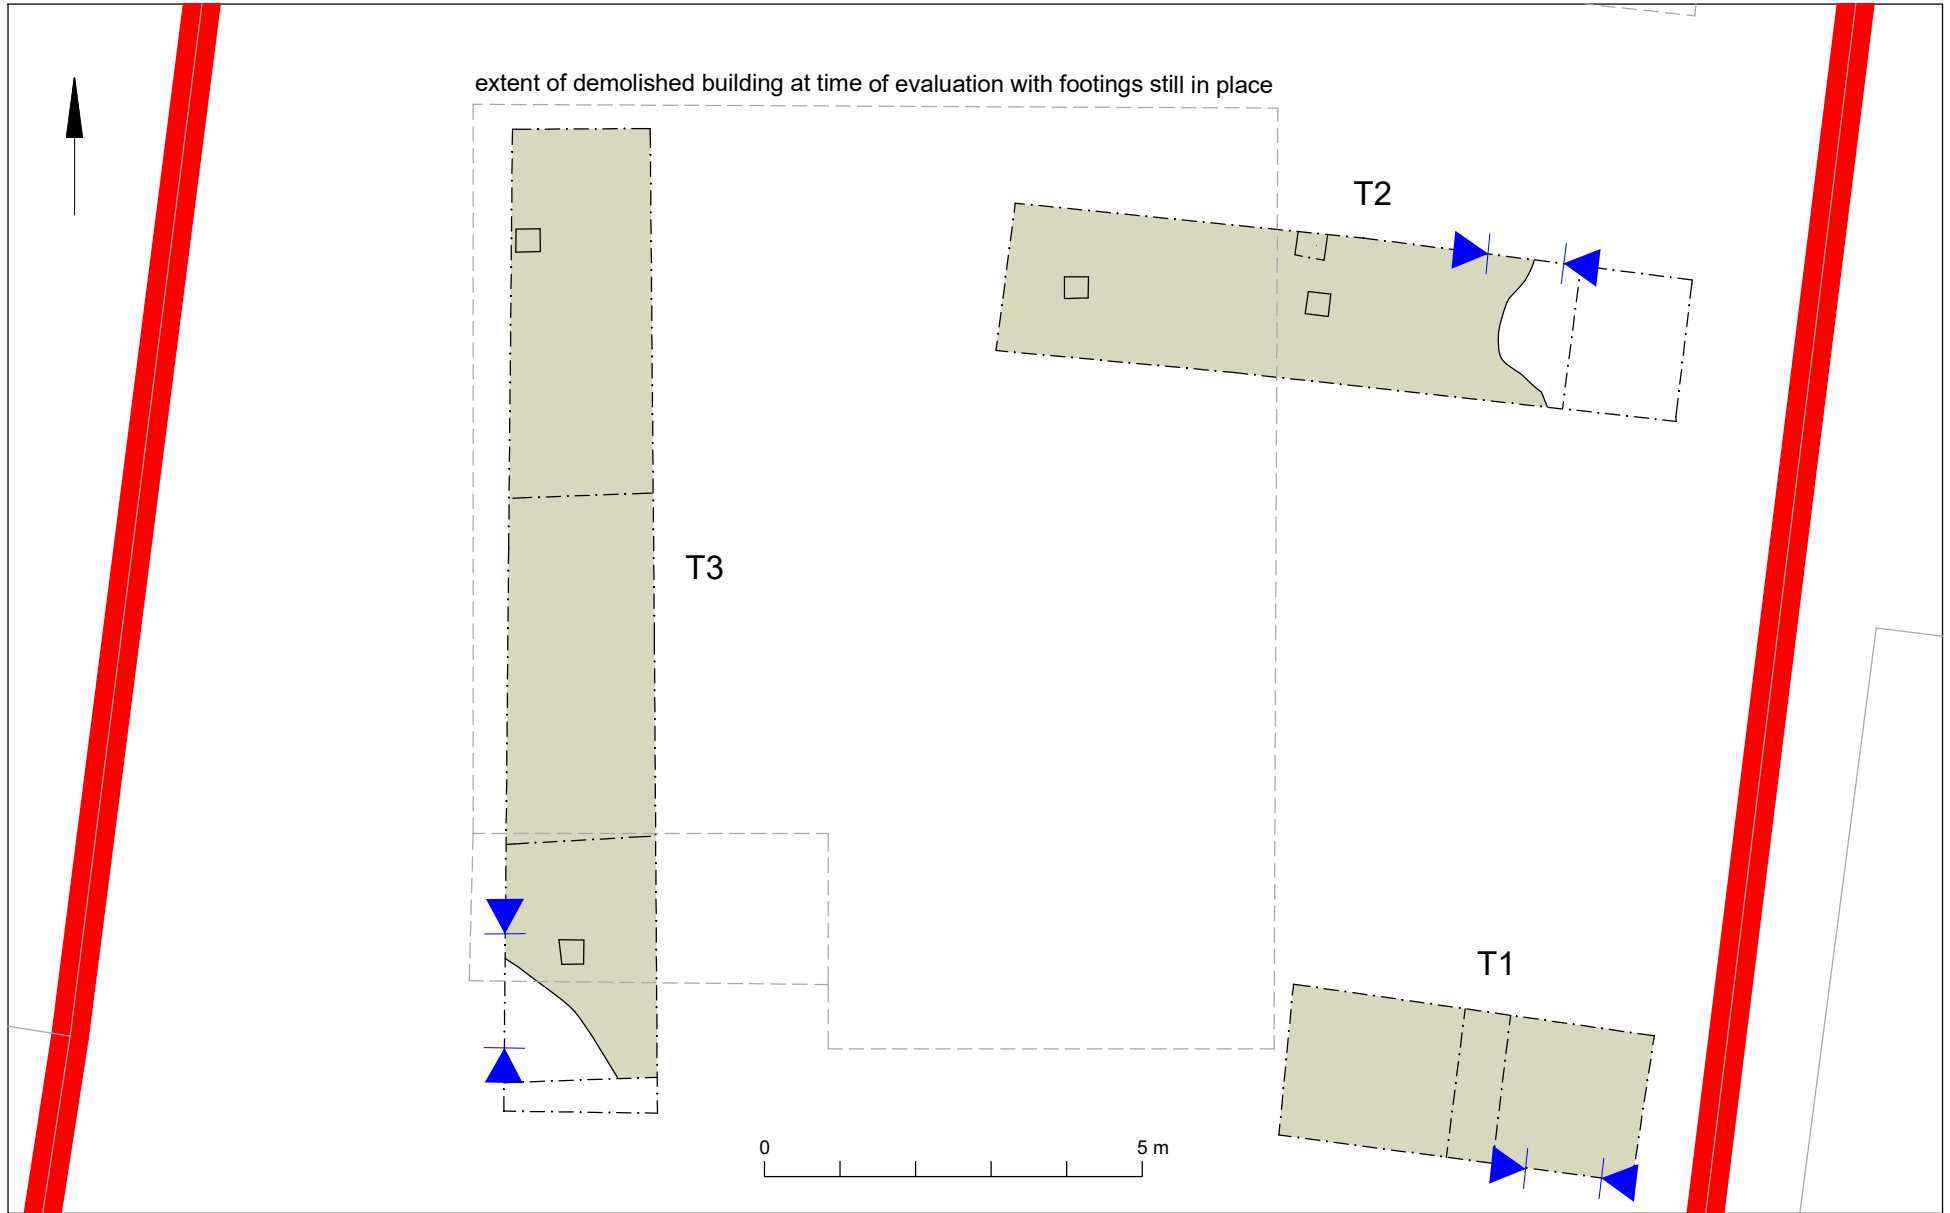 extent of demolished building at time of evaluation with footings still in place
T2
T3
T1
0
5 m